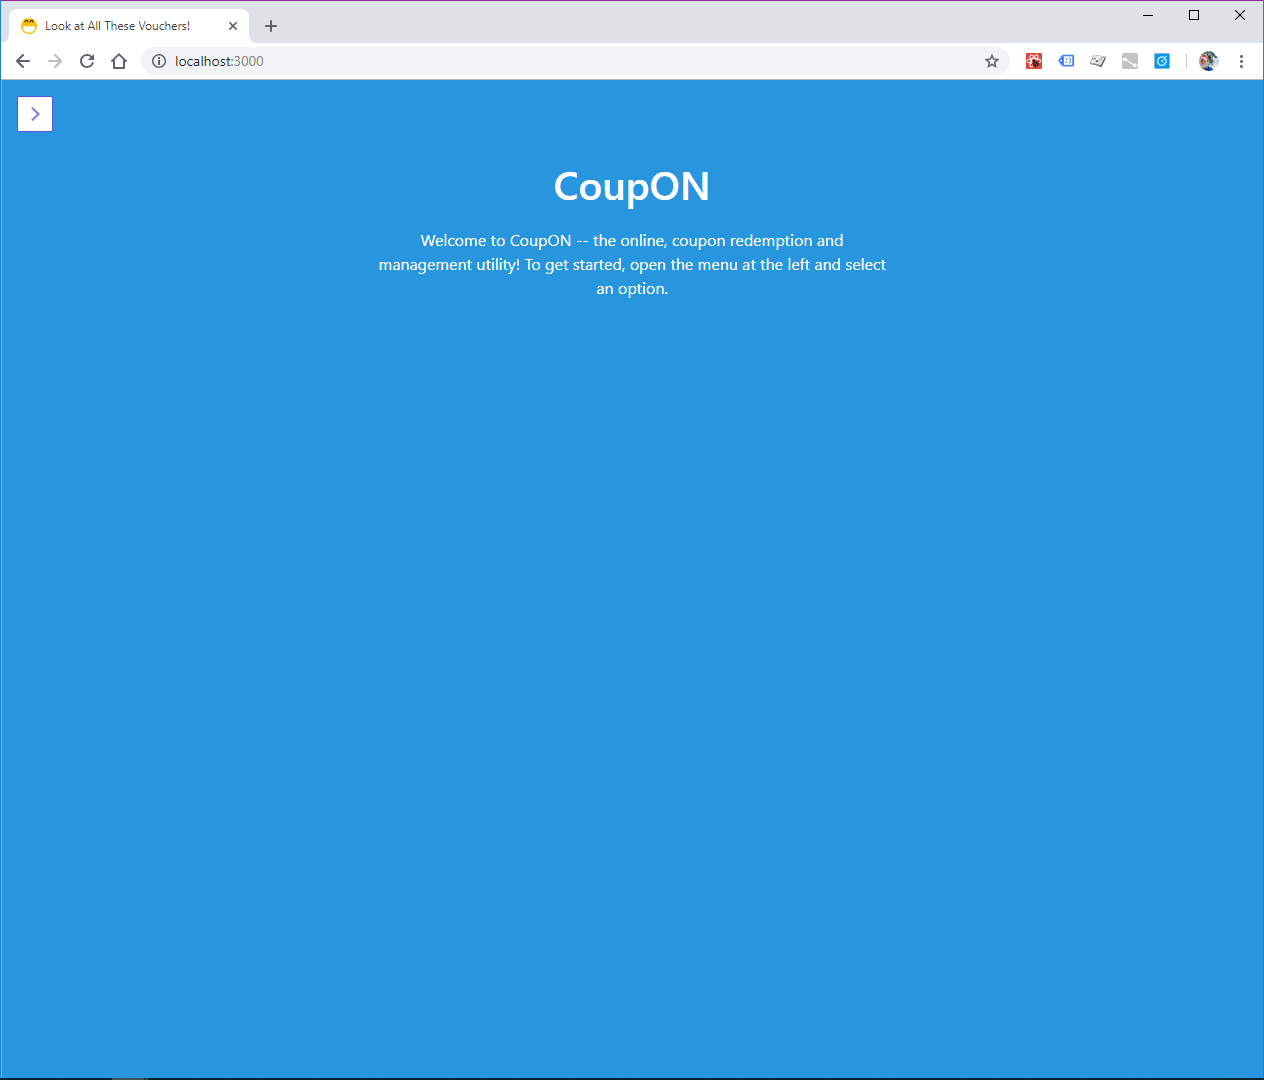 Look at All These Vouchers!
localhost:3000
CoupON
Welcome to CoupON -- the online, coupon redemption and
management utility! To get started, open the menu at the left and select
an option.